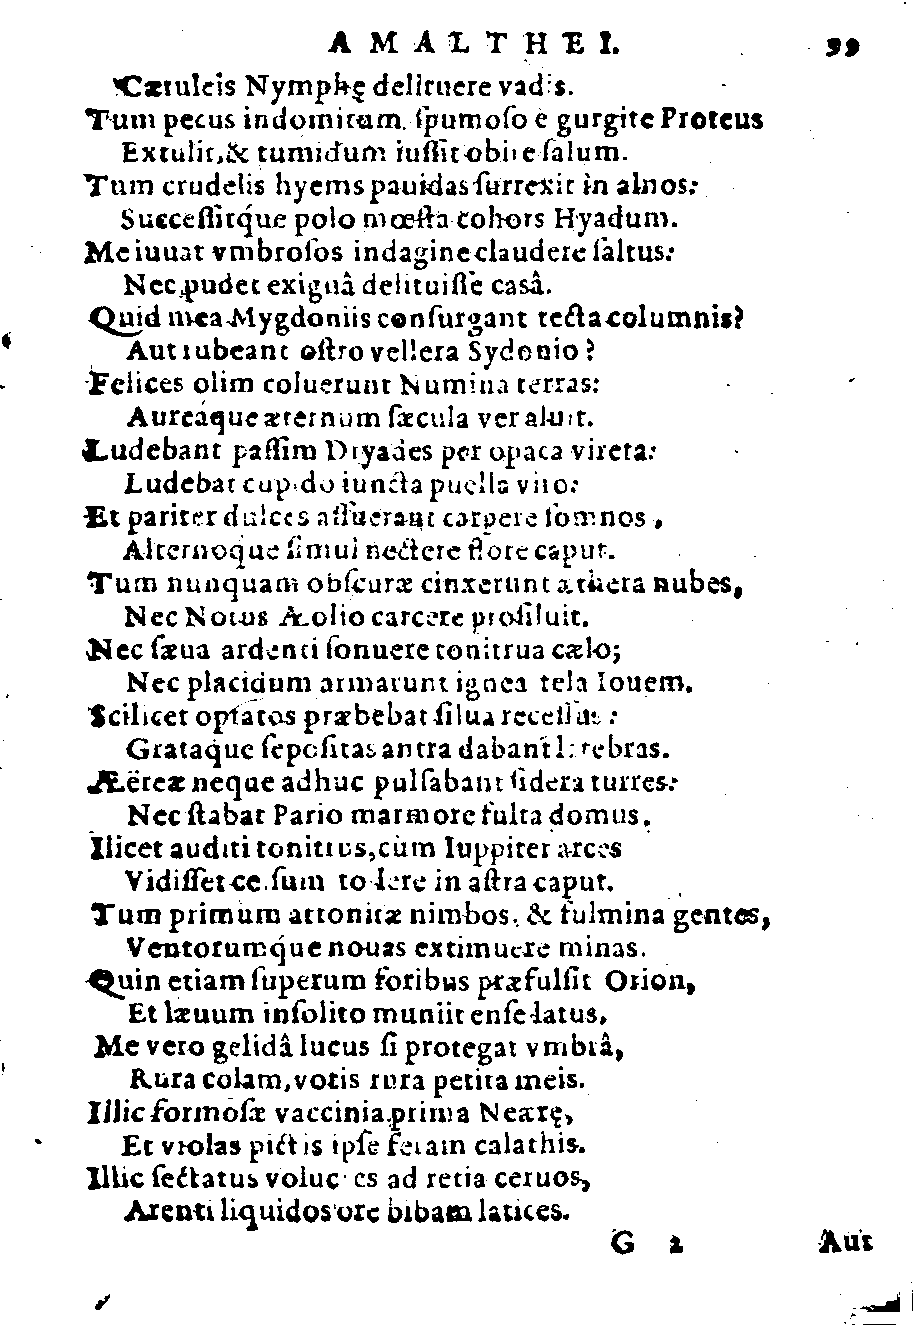 AMALTHEI. 99
Cæruleis Nymphę deliruere vadis.
Tum pecus indomitum ſpumoſo è gurgite Proteus
Extulit,& tumidum iuſſit obire ſalum.
Tum crudelis hyems pauidas ſurrexit in alnos:
Succeſſitq́ue polo mœſta cohors Hyadum.
Me iuuat vmbroſos indagine claudere ſaltus:
Nec pudet exiguâ delituiſſe casâ.
Quid mea Mygdoniis conſurgant tecta columnis?
Aut iubeant oſtro vellera Sydonio?
Felices olim coluerunt Numina terras:
Aureáque æternum ſæcula ver aluit.
Ludebant paſſim Dryades per opaca vireta:
Ludebat cupido iuncta puella viro:
Et pariter dulces aſſuerant carpere ſomnos,
Alternoque ſimul nectere flore caput.
Tum nunquam obſcuræ cinxerunt æthera nubes,
Nec Notus Æolio carcere proſiluit.
Nec ſæua ardenti ſonuere tonitrua cælo;
Nec placidum armarunt ignea tela Iouem.
Scilicet optatos præbebat ſilua receſſus:
Grataque ſepoſitas antra dabant latebras.
Æëreæ neque adhuc pulſabant ſidera turres:
Nec ſtabat Pario marmore fulta domus.
Ilicet auditi tonitrus, cùm Iuppiter arces
Vidiſſet celſum tollere in aſtra caput.
Tum primùm attonitæ nimbos, & fulmina gentes,
Ventorumq́ue nouas extimuere minas.
Quin etiam ſuperum foribus præfulſit Orion,
Et læuum inſolito muniit enſe latus.
Me vero gelidâ lucus ſi protegat vmbrâ,
Rura colam, votis rura petita meis.
Illic formoſæ vaccinia prima Neærę,
Et violas pictis ipſe feram calathis.
Illic ſectatus volucres ad retia ceruos,
Arenti liquidos ore bibam latices.
G 2 Aut